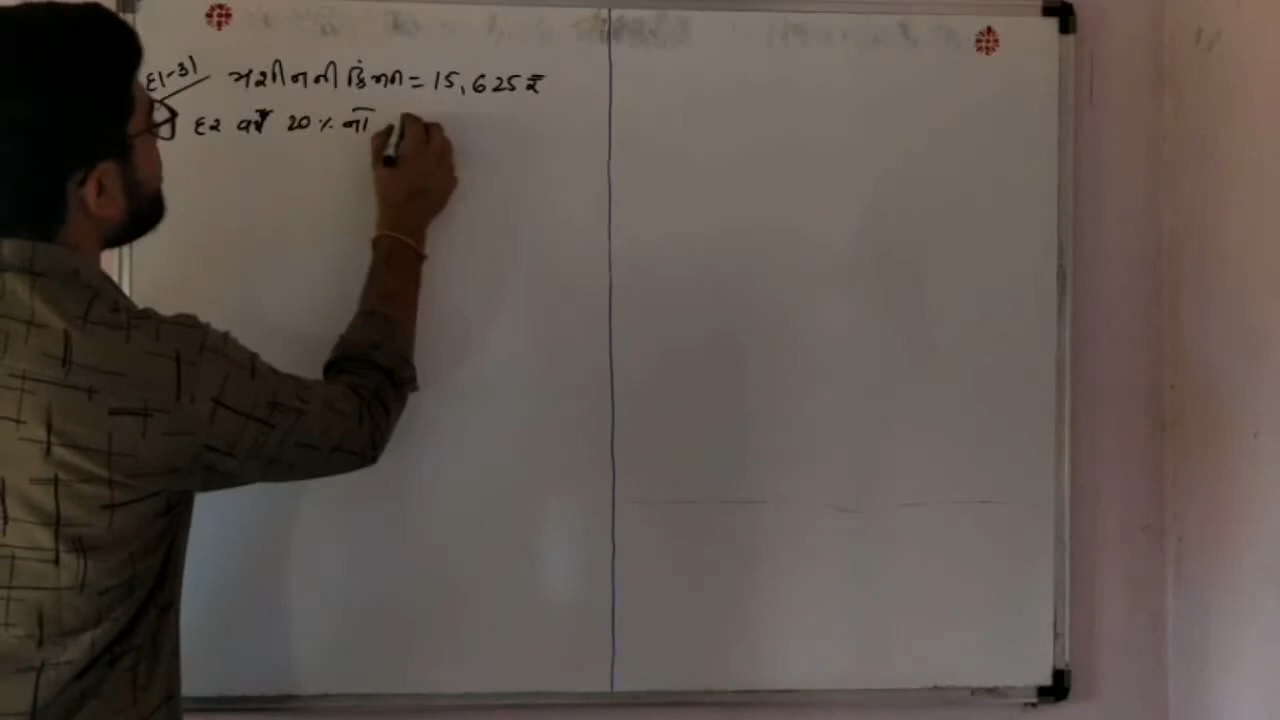 દા-31 મશીનની કિંમત = 15,625 ₹
દર વર્ષે 20 % નો